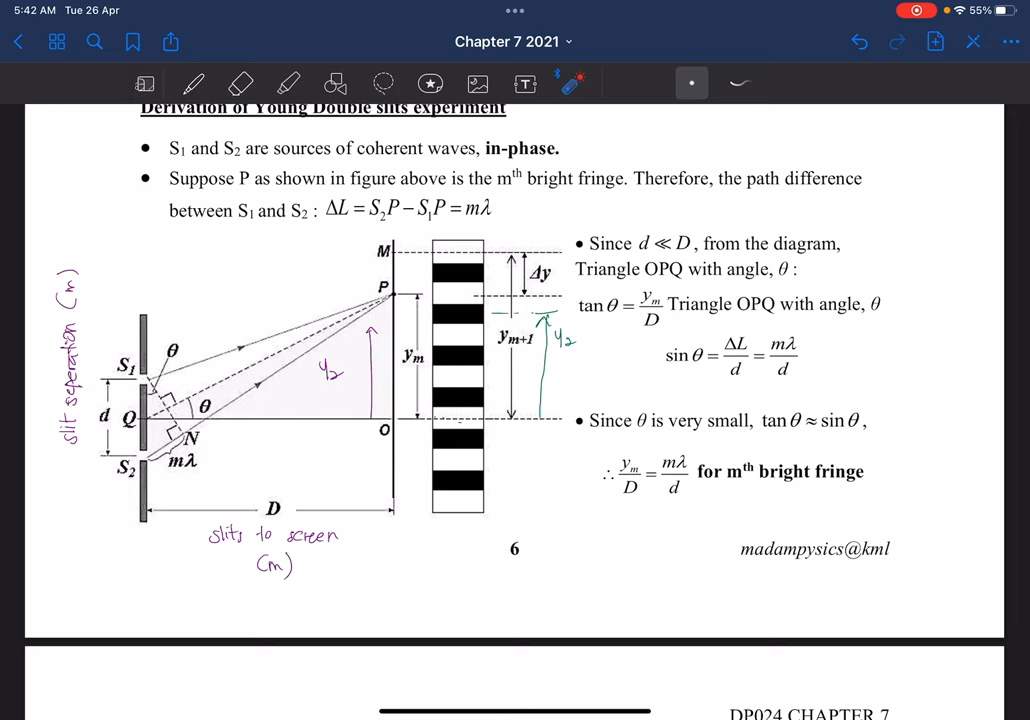 5:42 AM Tue 26 Apr
55%
Chapter 7 2021
Derivation of Young Double slits experiment
• S₁ and S₂ are sources of coherent waves, in-phase.
• Suppose P as shown in figure above is the mᵗʰ bright fringe. Therefore, the path difference
between S₁ and S₂ : ΔL = S₂P − S₁P = mλ
slit seperation (m)
M
P
θ
S₁
d
Q
θ
N
S₂
mλ
O
y₂
yₘ
D
slits to screen
(m)
Δy
yₘ₊₁
y₂
• Since d ≪ D, from the diagram,
Triangle OPQ with angle, θ :
tan θ = yₘ/D Triangle OPQ with angle, θ
sin θ = ΔL/d = mλ/d
• Since θ is very small, tan θ ≈ sin θ,
∴ yₘ/D = mλ/d for mᵗʰ bright fringe
6
madampysics@kml
DP024 CHAPTER 7